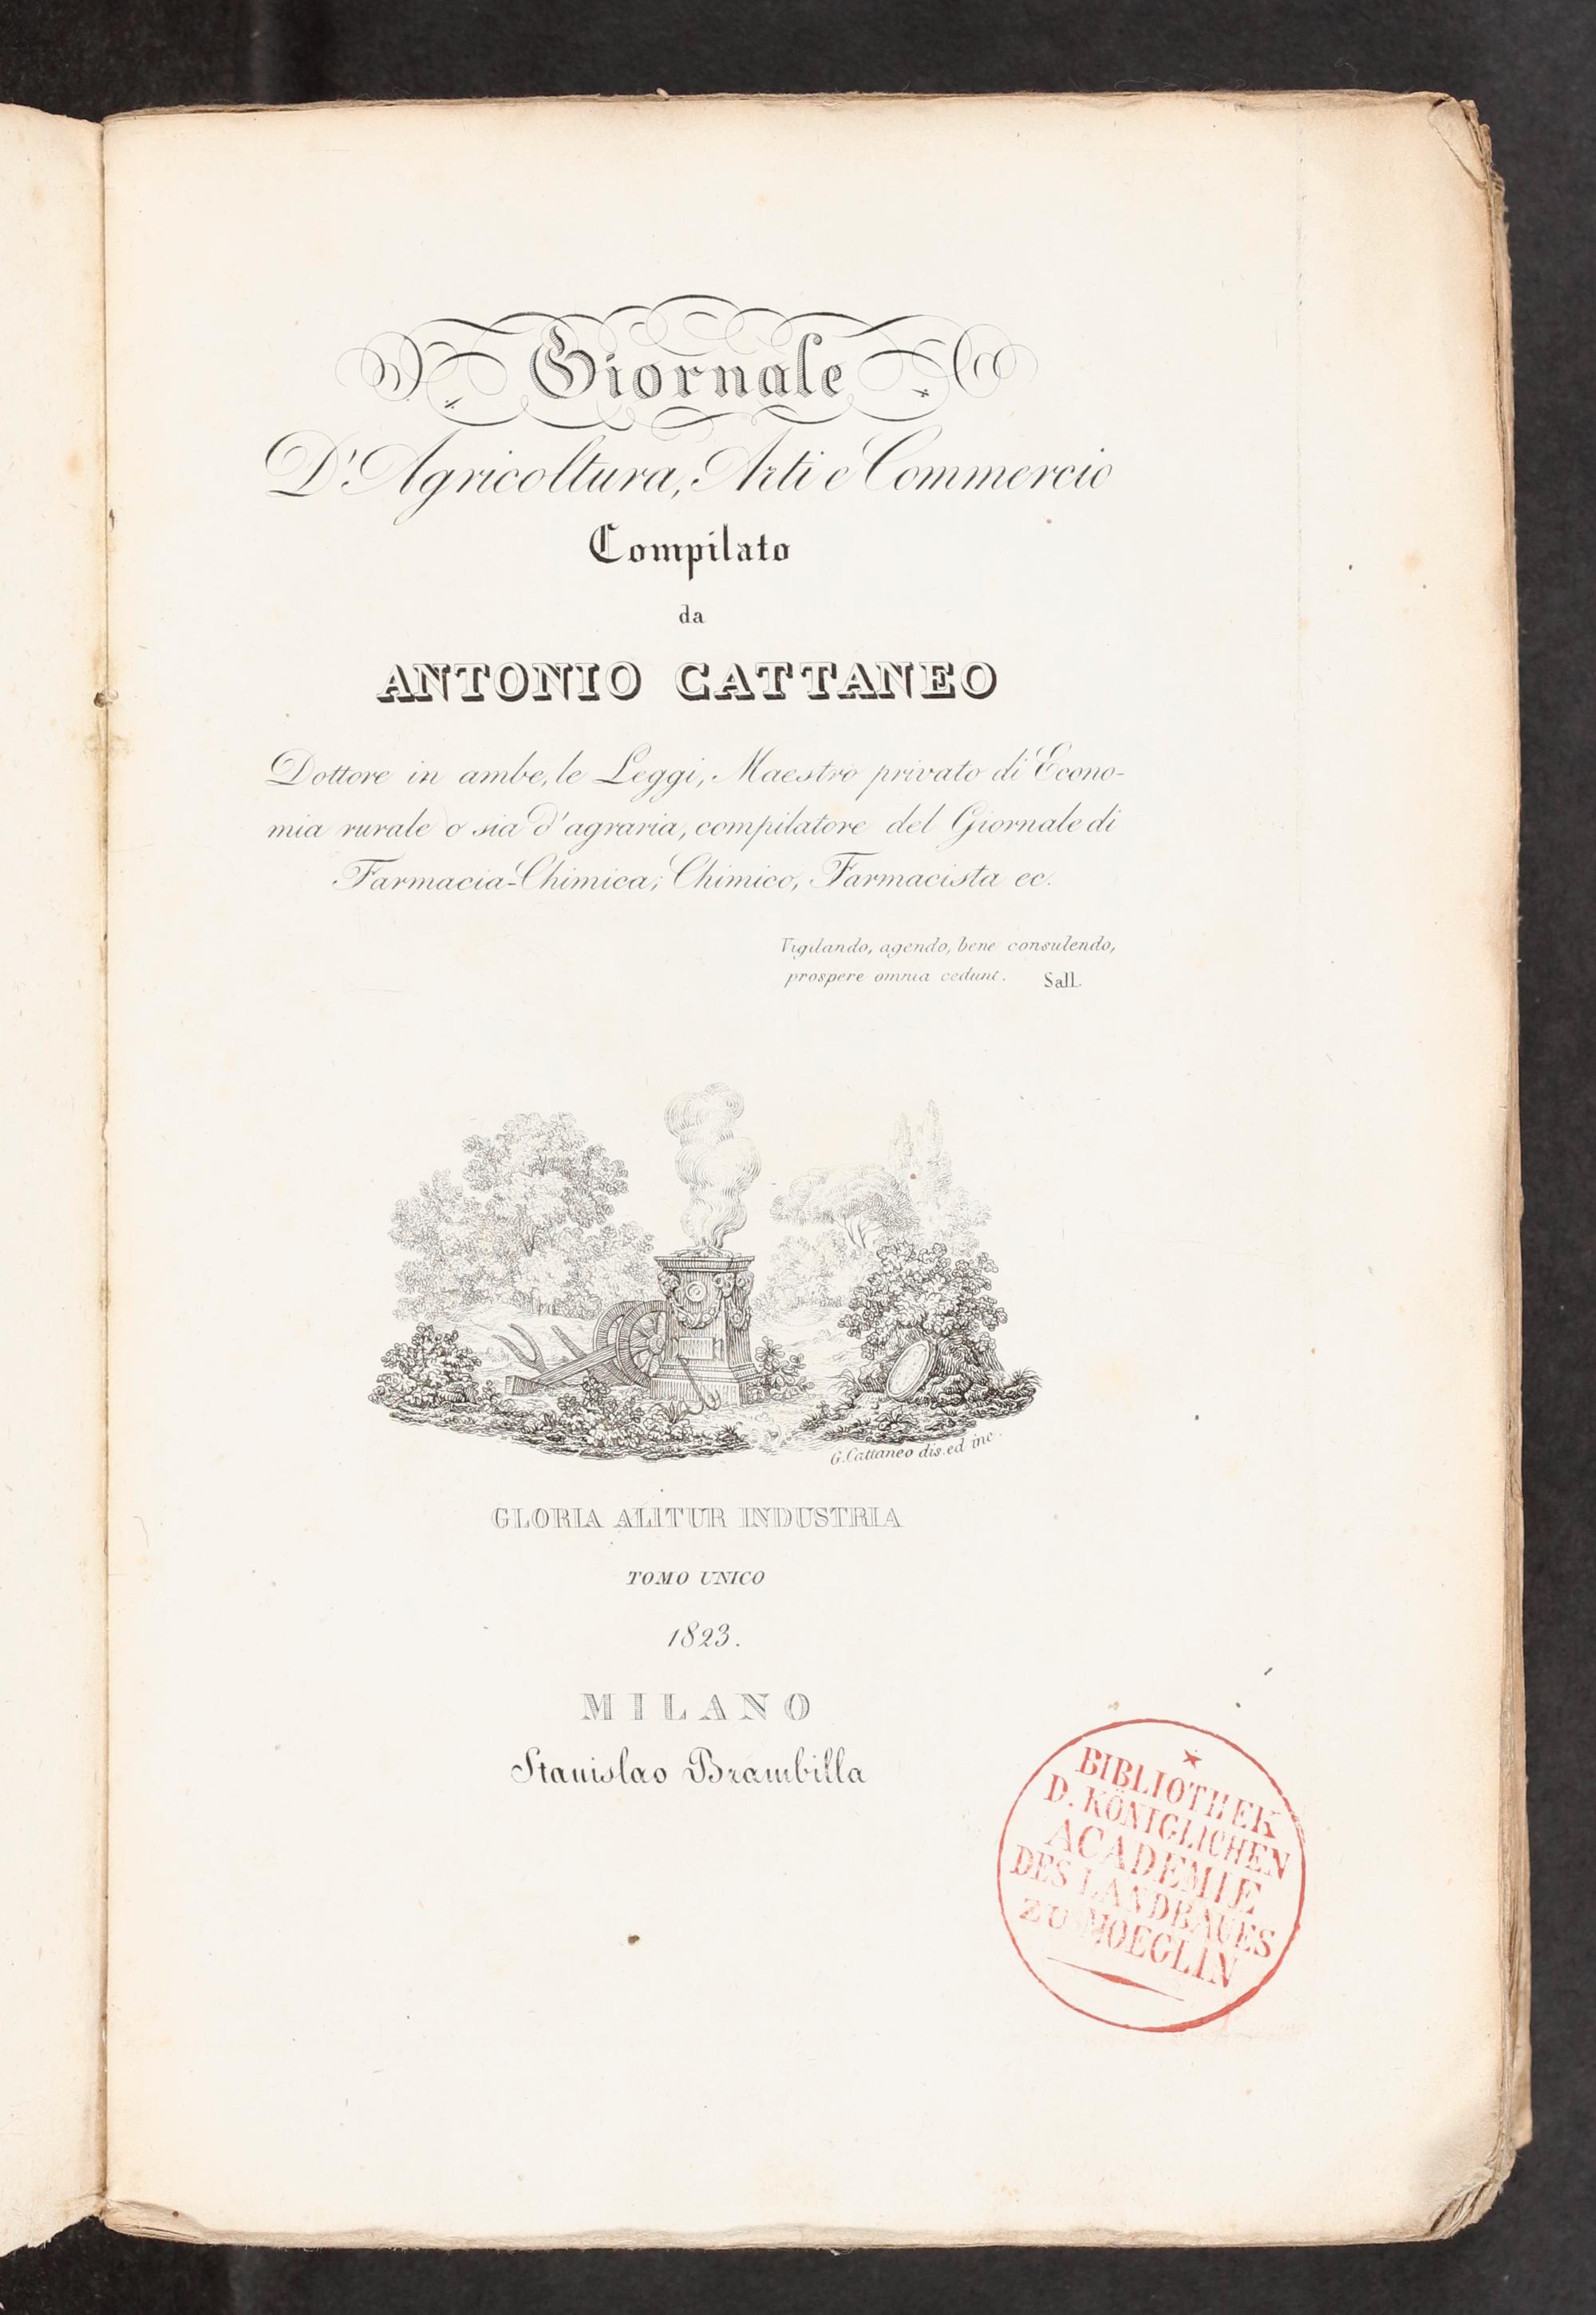 Giornale
D'Agricoltura, Arti e Commercio
Compilato
da
ANTONIO CATTANEO
Dottore in ambe, le Leggi, Maestro privato di Econo-
mia rurale o sia d'agraria, compilatore del Giornale di
Farmacia-Chimica; Chimico, Farmacista ec.
Vigilando, agendo, bene consulendo,
prospere omnia cedunt. Sall.
G. Cattaneo dis. ed inc.
GLORIA ALITUR INDUSTRIA
TOMO UNICO
1823.
MILANO
Stanislao Brambilla
BIBLIOTHEK
D. KÖNIGLICHEN
ACADEMIE
DES LANDBAUES
ZU MOEGLIN